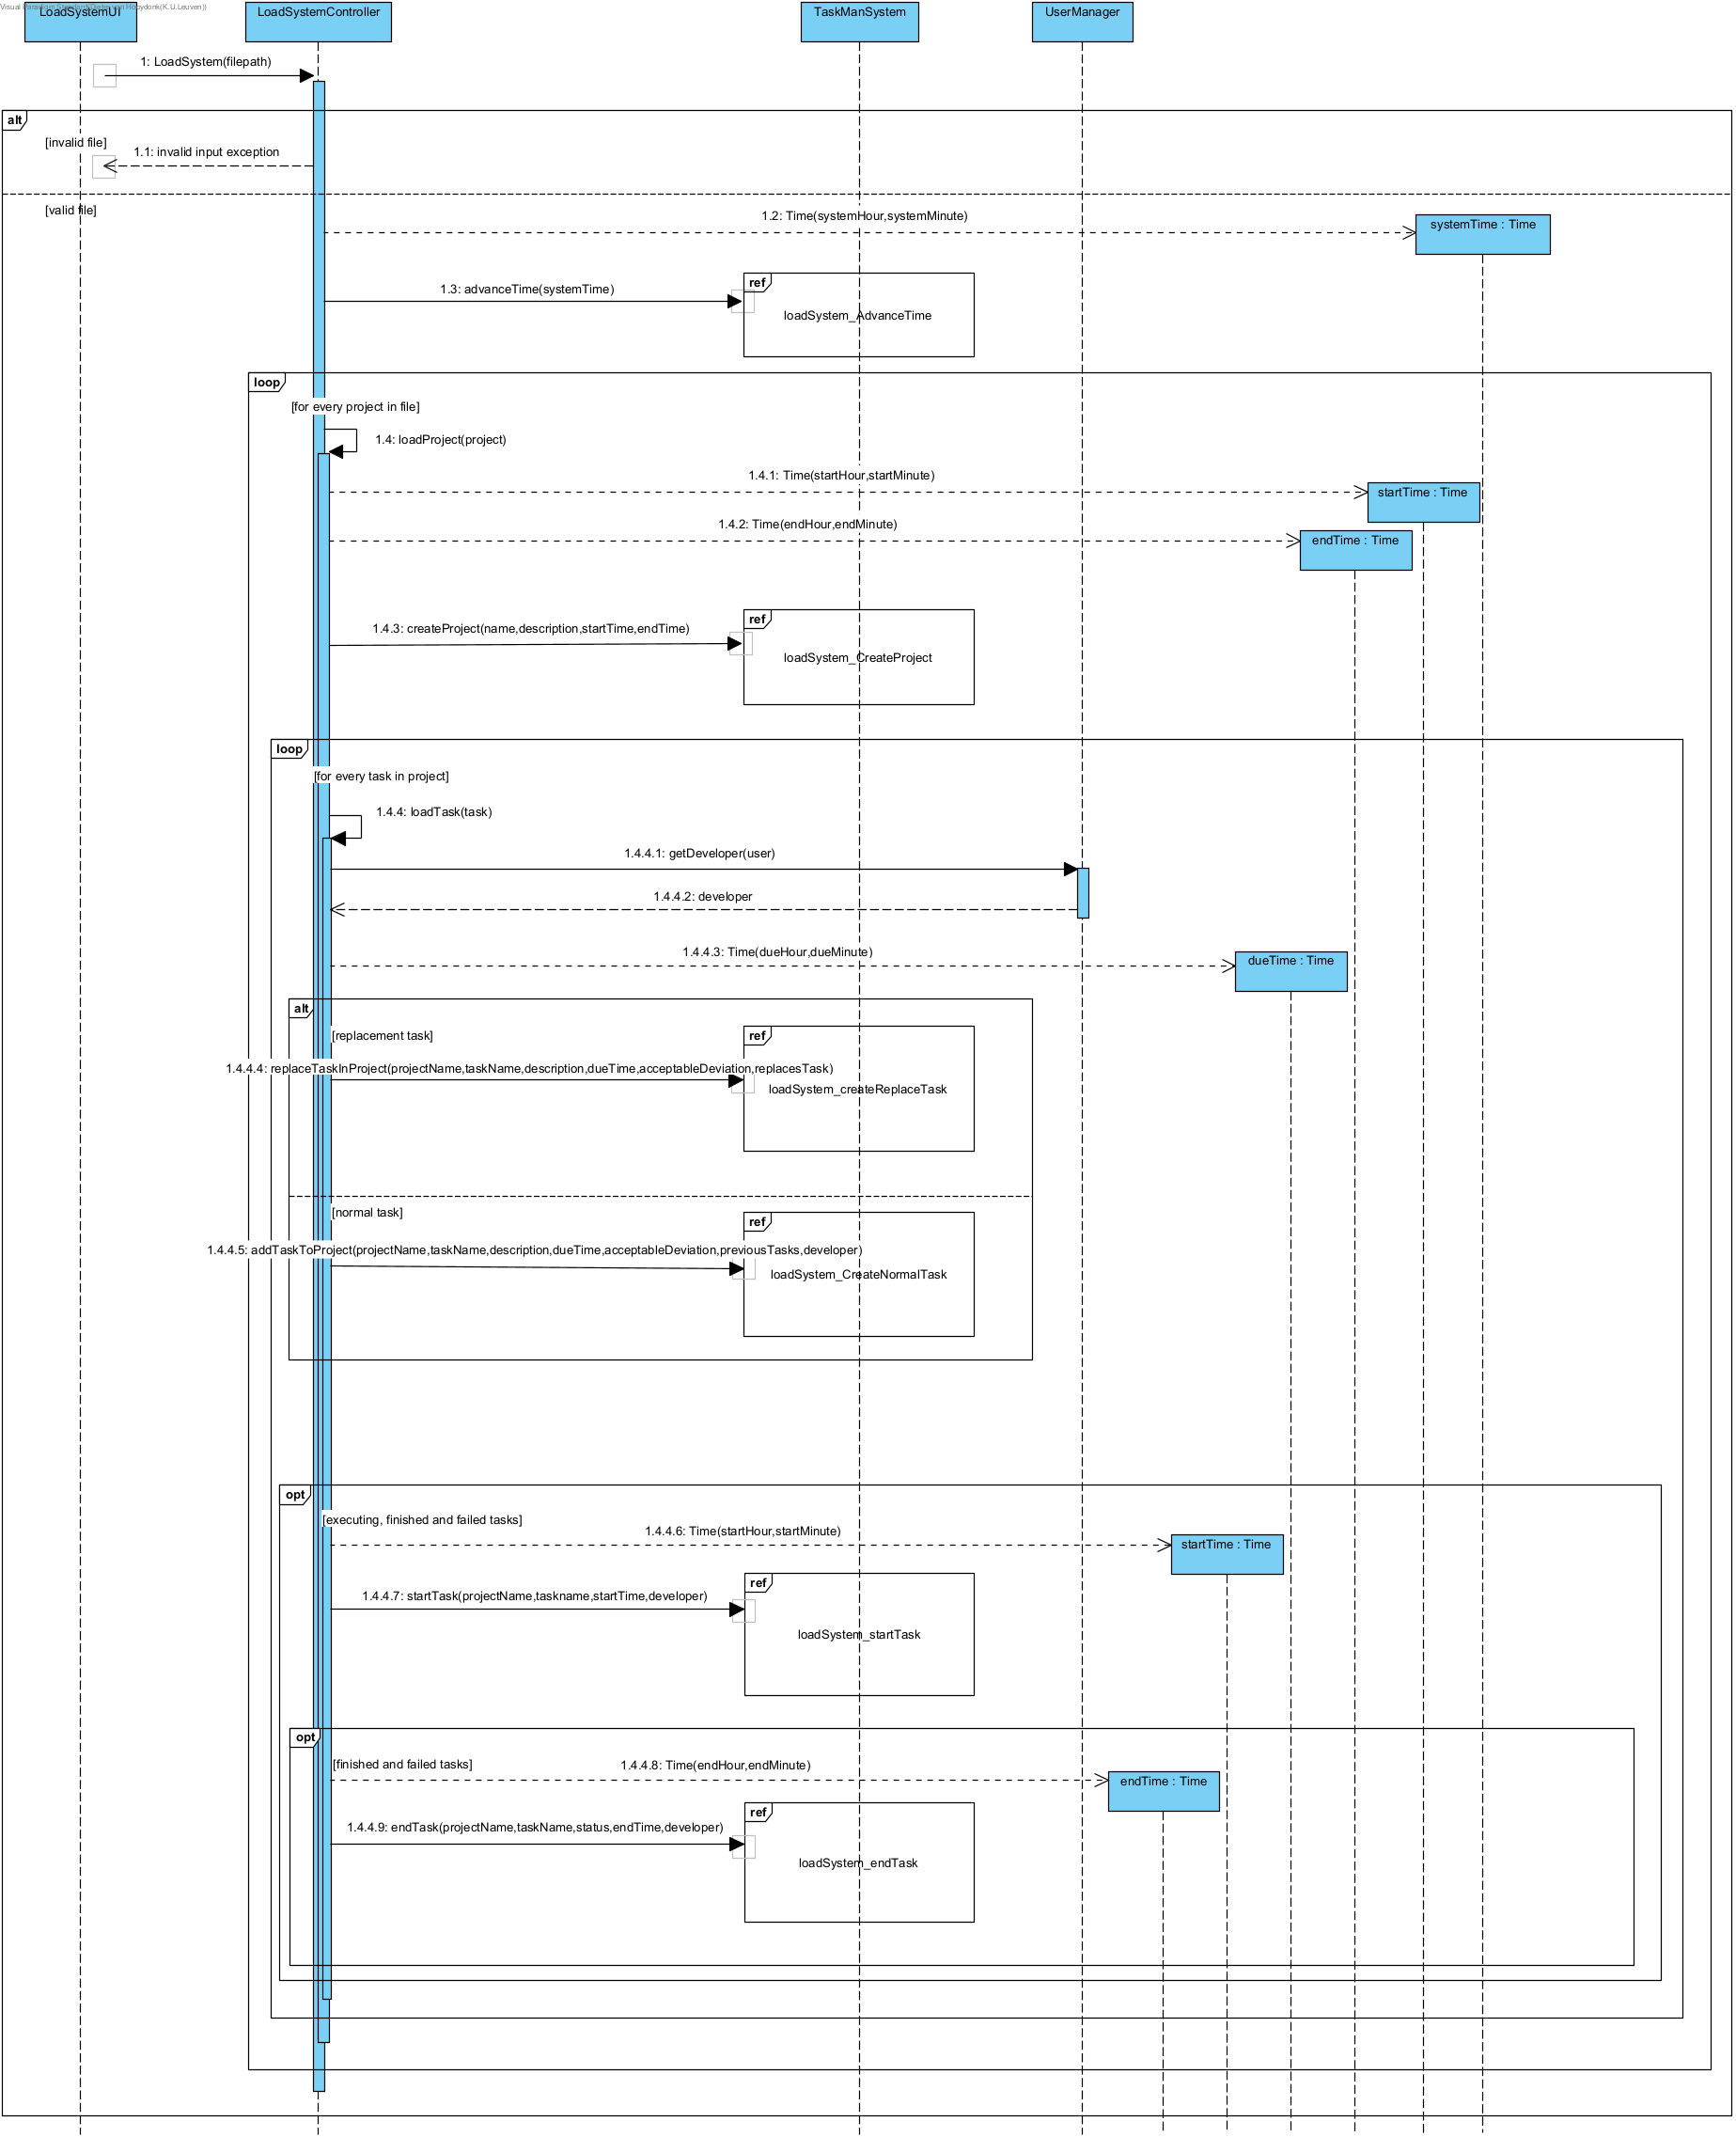 LoadSystemUI
LoadSystemController
TaskManSystem
UserManager
1: LoadSystem(filepath)
alt
[invalid file]
1.1: invalid input exception
[valid file]
1.2: Time(systemHour,systemMinute)
systemTime : Time
1.3: advanceTime(systemTime)
ref
loadSystem_AdvanceTime
loop
[for every project in file]
1.4: loadProject(project)
1.4.1: Time(startHour,startMinute)
startTime : Time
1.4.2: Time(endHour,endMinute)
endTime : Time
1.4.3: createProject(name,description,startTime,endTime)
ref
loadSystem_CreateProject
loop
[for every task in project]
1.4.4: loadTask(task)
1.4.4.1: getDeveloper(user)
1.4.4.2: developer
1.4.4.3: Time(dueHour,dueMinute)
dueTime : Time
alt
[replacement task]
ref
1.4.4.4: replaceTaskInProject(projectName,taskName,description,dueTime,acceptableDeviation,replacesTask)
loadSystem_createReplaceTask
[normal task]
ref
1.4.4.5: addTaskToProject(projectName,taskName,description,dueTime,acceptableDeviation,previousTasks,developer)
loadSystem_CreateNormalTask
opt
[executing, finished and failed tasks]
1.4.4.6: Time(startHour,startMinute)
startTime : Time
ref
1.4.4.7: startTask(projectName,taskname,startTime,developer)
loadSystem_startTask
opt
[finished and failed tasks]
1.4.4.8: Time(endHour,endMinute)
endTime : Time
ref
1.4.4.9: endTask(projectName,taskName,status,endTime,developer)
loadSystem_endTask